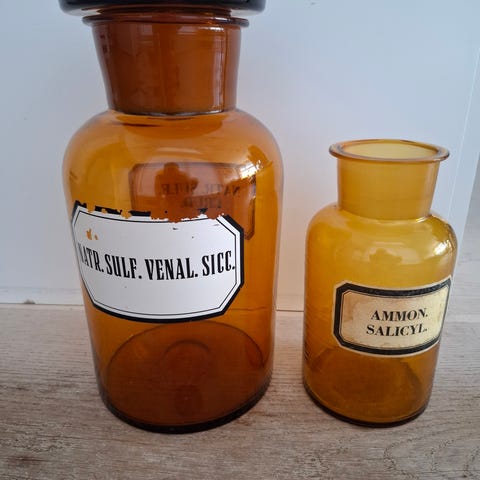 NATR. SULF. VENAL. SICC.
AMMON.
SALICYL.